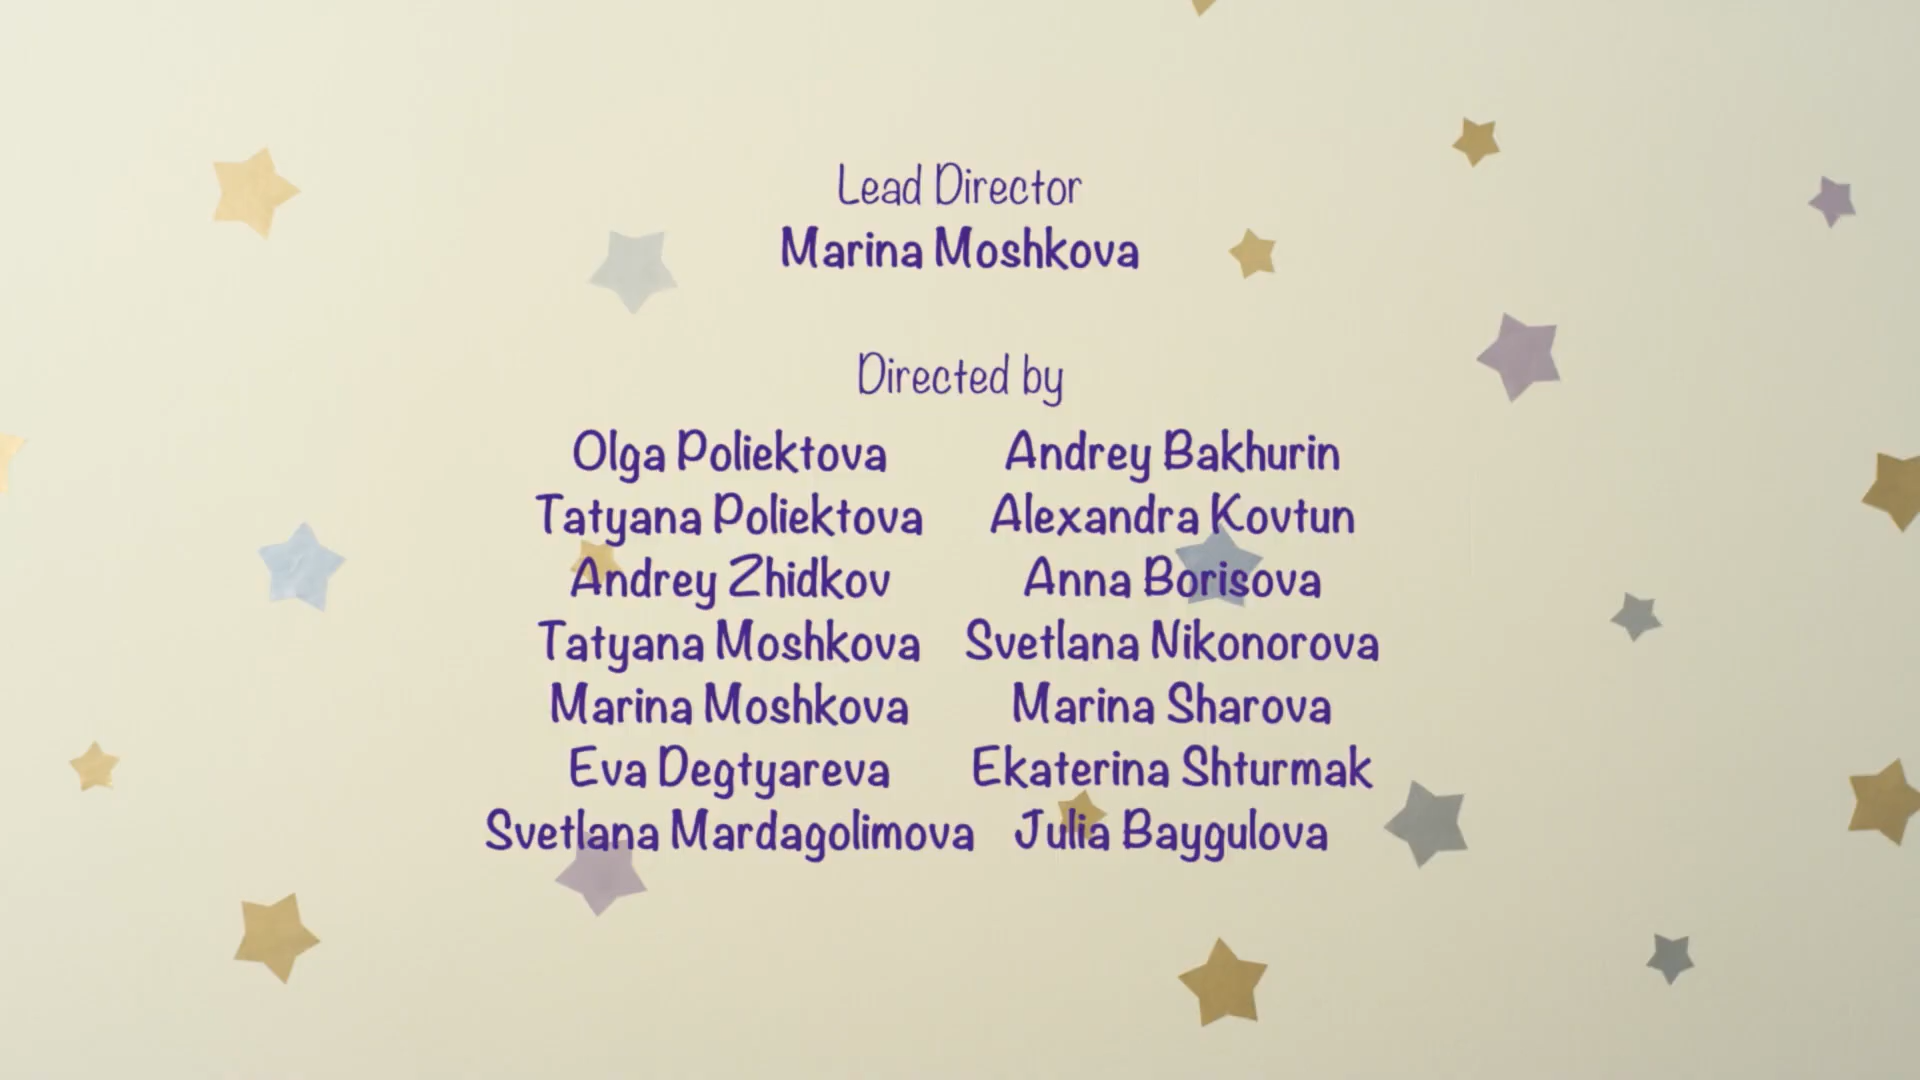 Lead Director
Marina Moshkova
Directed by
Olga Poliektova
Tatyana Poliektova
Andrey Zhidkov
Tatyana Moshkova
Marina Moshkova
Eva Degtyareva
Svetlana Mardagolimova
Andrey Bakhurin
Alexandra Kovtun
Anna Borisova
Svetlana Nikonorova
Marina Sharova
Ekaterina Shturmak
Julia Baygulova